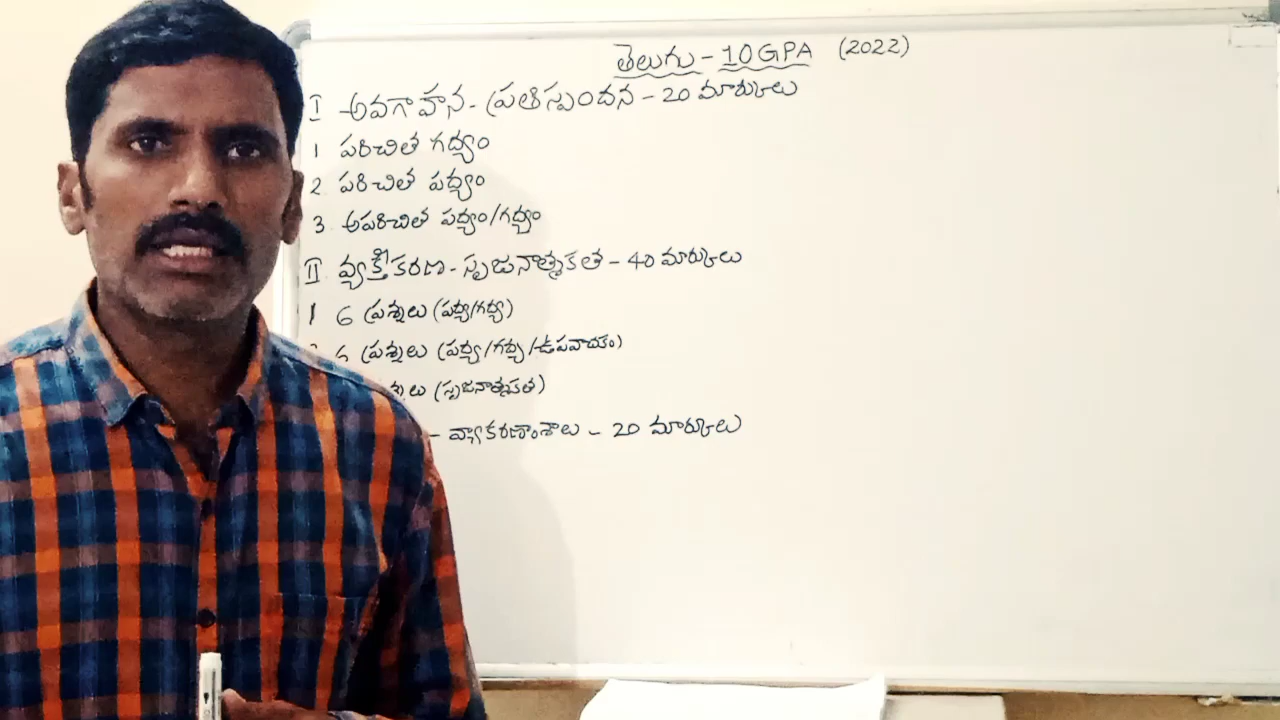 తెలుగు - 10 GPA (2022)
I అవగాహన - ప్రతిస్పందన - 20 మార్కులు
1 పరిచిత గద్యం
2 పరిచిత పద్యం
3 అపరిచిత పద్యం/గద్యం
II వ్యక్తీకరణ - సృజనాత్మకత - 40 మార్కులు
1 6 ప్రశ్నలు (పద్య/గద్య)
6 ప్రశ్నలు (పద్య/గద్య/ఉపవాచకం)
(సృజనాత్మకత)
- వ్యాకరణాంశాలు - 20 మార్కులు